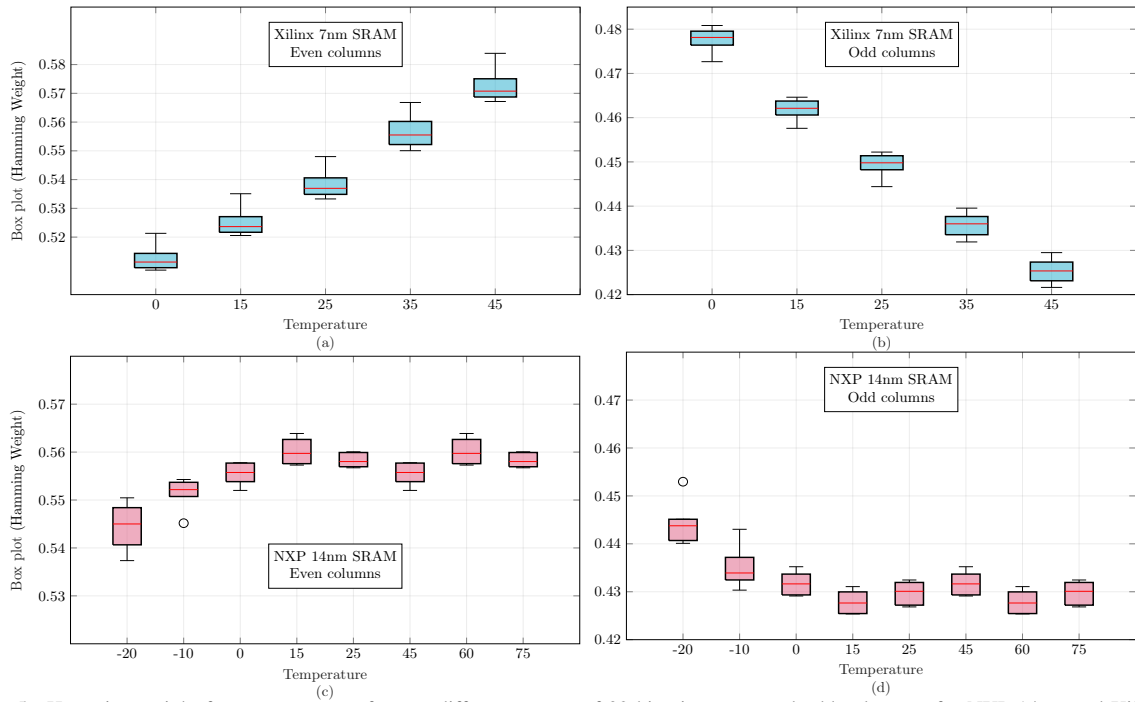 Box plot (Hamming Weight)
Xilinx 7nm SRAM
Even columns
0.58
0.57
0.56
0.55
0.54
0.53
0.52
0
15
25
35
45
Temperature
(a)
Xilinx 7nm SRAM
Odd columns
0.48
0.47
0.46
0.45
0.44
0.43
0.42
0
15
25
35
45
Temperature
(b)
Box plot (Hamming Weight)
0.57
0.56
0.55
0.54
0.53
NXP 14nm SRAM
Even columns
-20
-10
0
15
25
45
60
75
Temperature
(c)
NXP 14nm SRAM
Odd columns
0.47
0.46
0.45
0.44
0.43
0.42
-20
-10
0
15
25
45
60
75
Temperature
(d)